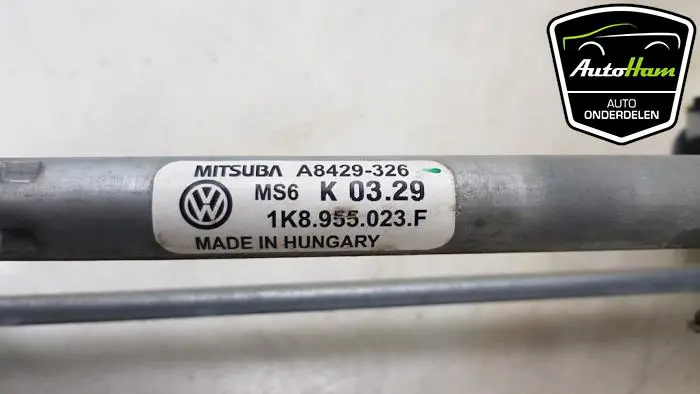 AutoHam
AUTO
ONDERDELEN
MITSUBA A8429-326
MS6 K 03.29
1K8.955.023.F
MADE IN HUNGARY